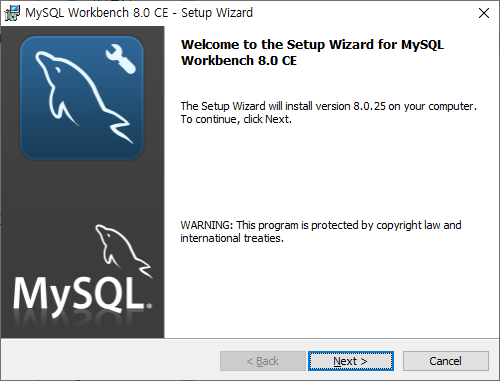 MySQL Workbench 8.0 CE - Setup Wizard
Welcome to the Setup Wizard for MySQL
Workbench 8.0 CE
The Setup Wizard will install version 8.0.25 on your computer.
To continue, click Next.
WARNING: This program is protected by copyright law and
international treaties.
MySQL®
< Back
Next >
Cancel